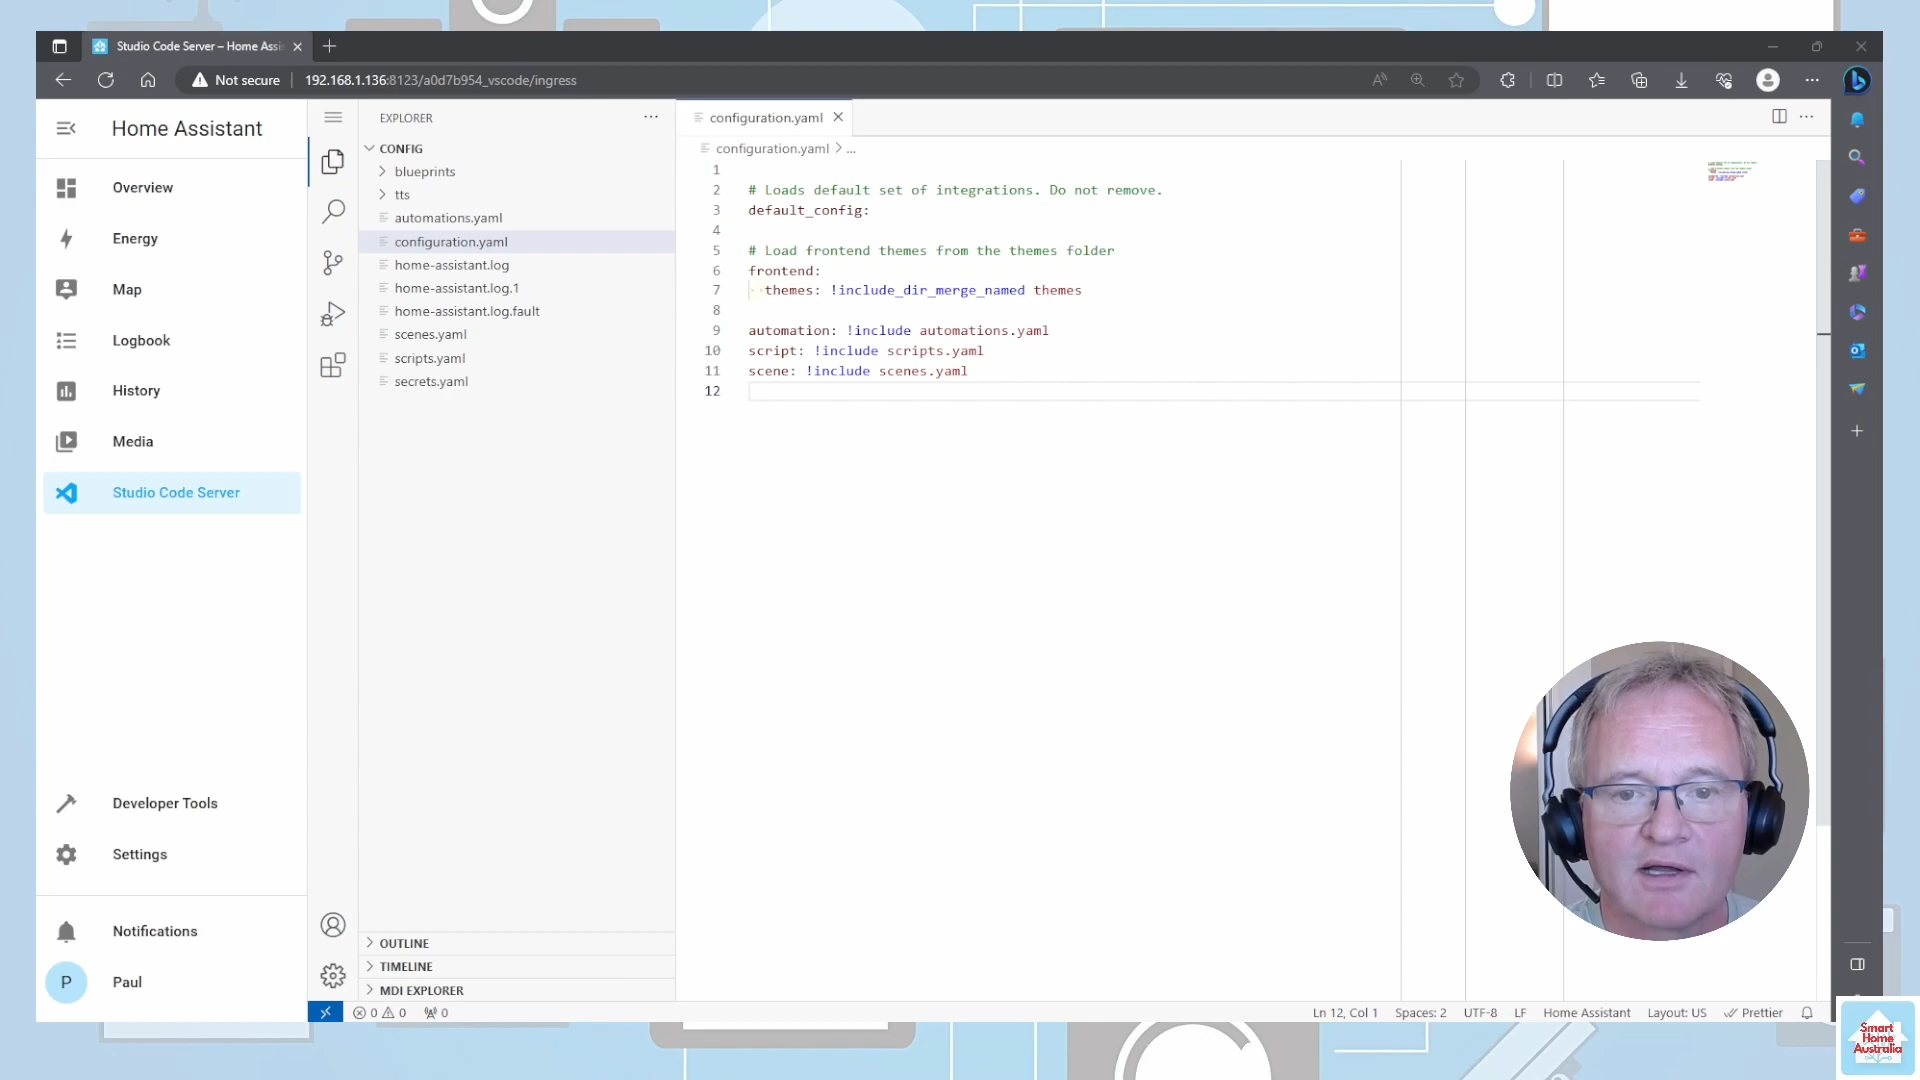 Studio Code Server – Home Assi
Not secure
192.168.1.136:8123/a0d7b954_vscode/ingress
Home Assistant
Overview
Energy
Map
Logbook
History
Media
Studio Code Server
Developer Tools
Settings
Notifications
P
Paul
EXPLORER
CONFIG
blueprints
tts
automations.yaml
configuration.yaml
home-assistant.log
home-assistant.log.1
home-assistant.log.fault
scenes.yaml
scripts.yaml
secrets.yaml
OUTLINE
TIMELINE
MDI EXPLORER
configuration.yaml
configuration.yaml > ...
1
2 # Loads default set of integrations. Do not remove.
3 default_config:
4
5 # Load frontend themes from the themes folder
6 frontend:
7 themes: !include_dir_merge_named themes
8
9 automation: !include automations.yaml
10 script: !include scripts.yaml
11 scene: !include scenes.yaml
12
0 0 0
Ln 12, Col 1 Spaces: 2 UTF-8 LF Home Assistant Layout: US Prettier
Smart
Home
Australia